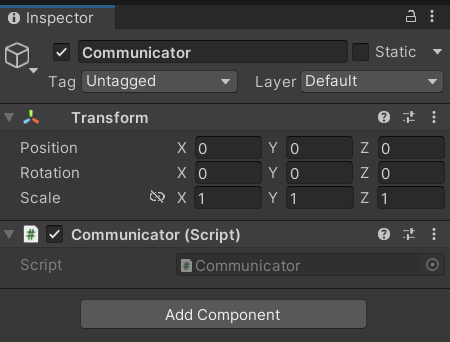 Inspector
Communicator Static
Tag Untagged Layer Default
Transform
Position X 0 Y 0 Z 0
Rotation X 0 Y 0 Z 0
Scale X 1 Y 1 Z 1
# Communicator (Script)
Script # Communicator
Add Component